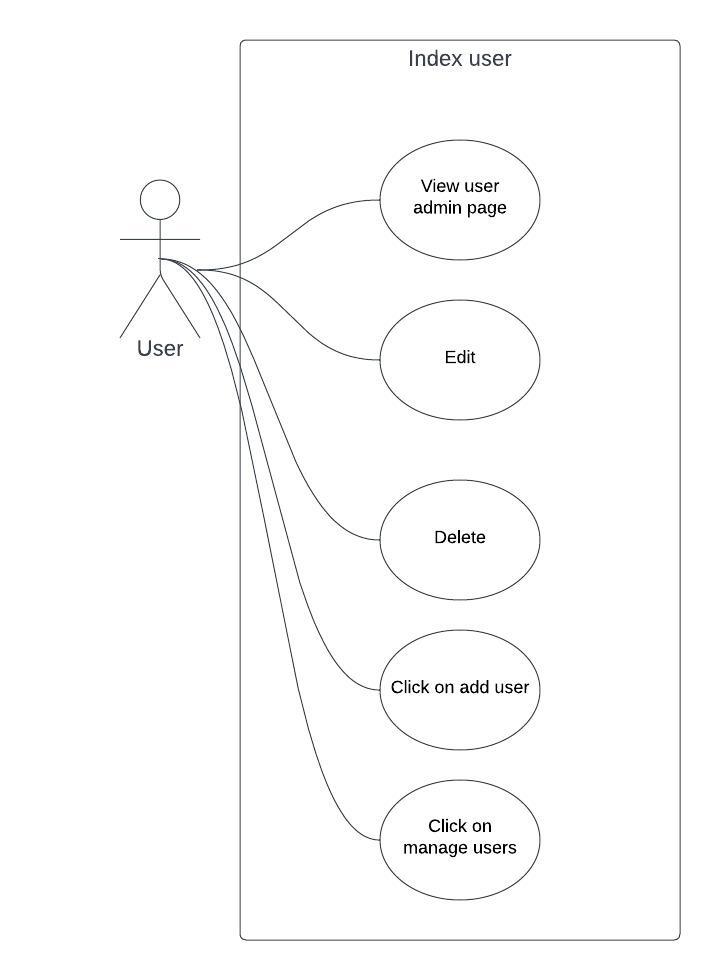 Index user
View user
admin page
User
Edit
Delete
Click on add user
Click on
manage users